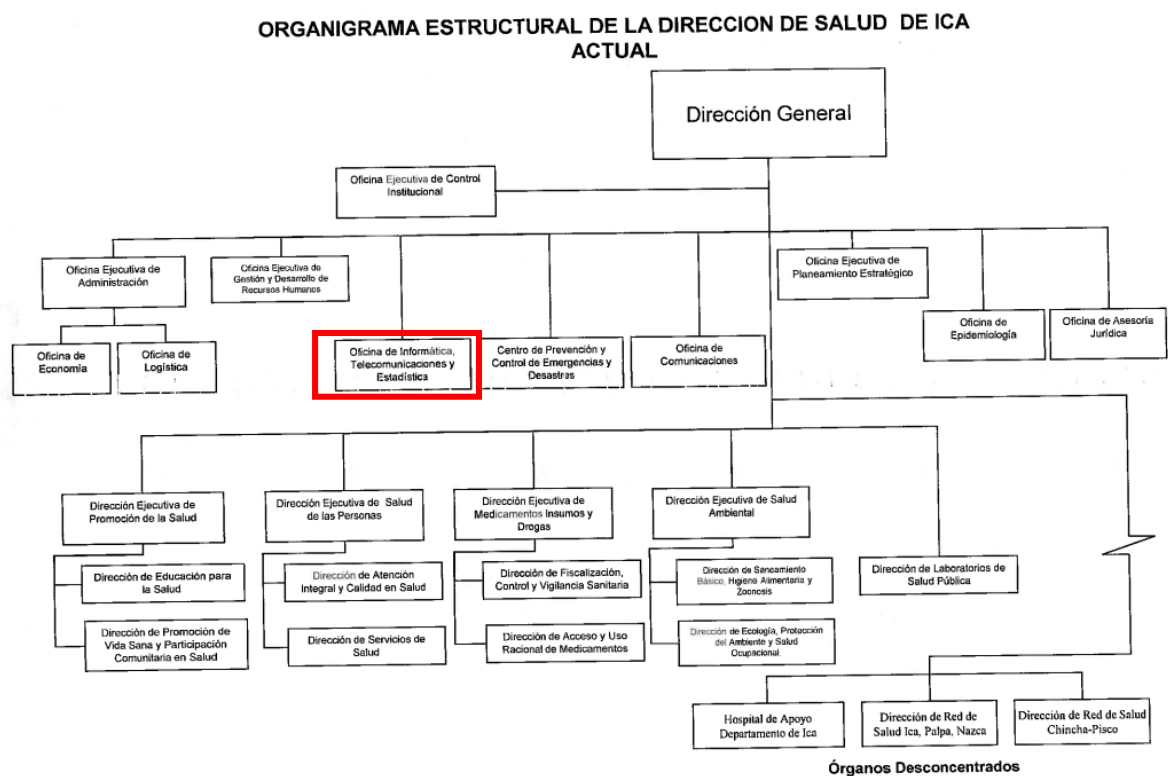 ORGANIGRAMA ESTRUCTURAL DE LA DIRECCION DE SALUD DE ICA
ACTUAL
Dirección General
Oficina Ejecutiva de Control
Institucional
Oficina Ejecutiva de
Administración
Oficina Ejecutiva de
Gestión y Desarrollo de
Recursos Humanos
Oficina Ejecutiva de
Planeamiento Estratégico
Oficina de
Epidemiología
Oficina de Asesoría
Jurídica
Oficina de
Economía
Oficina de
Logística
Oficina de Informática,
Telecomunicaciones y
Estadística
Centro de Prevención y
Control de Emergencias y
Desastres
Oficina de
Comunicaciones
Dirección Ejecutiva de
Promoción de la Salud
Dirección Ejecutiva de Salud
de las Personas
Dirección Ejecutiva de
Medicamentos Insumos y
Drogas
Dirección Ejecutiva de Salud
Ambiental
Dirección de Educación para
la Salud
Dirección de Atención
Integral y Calidad en Salud
Dirección de Fiscalización,
Control y Vigilancia Sanitaria
Dirección de Saneamiento
Básico, Higiene Alimentaria y
Zoonosis
Dirección de Laboratorios de
Salud Pública
Dirección de Promoción de
Vida Sana y Participación
Comunitaria en Salud
Dirección de Servicios de
Salud
Dirección de Acceso y Uso
Racional de Medicamentos
Dirección de Ecología, Protección
del Ambiente y Salud
Ocupacional.
Hospital de Apoyo
Departamento de Ica
Dirección de Red de
Salud Ica, Palpa, Nazca
Dirección de Red de Salud
Chincha-Pisco
Órganos Desconcentrados